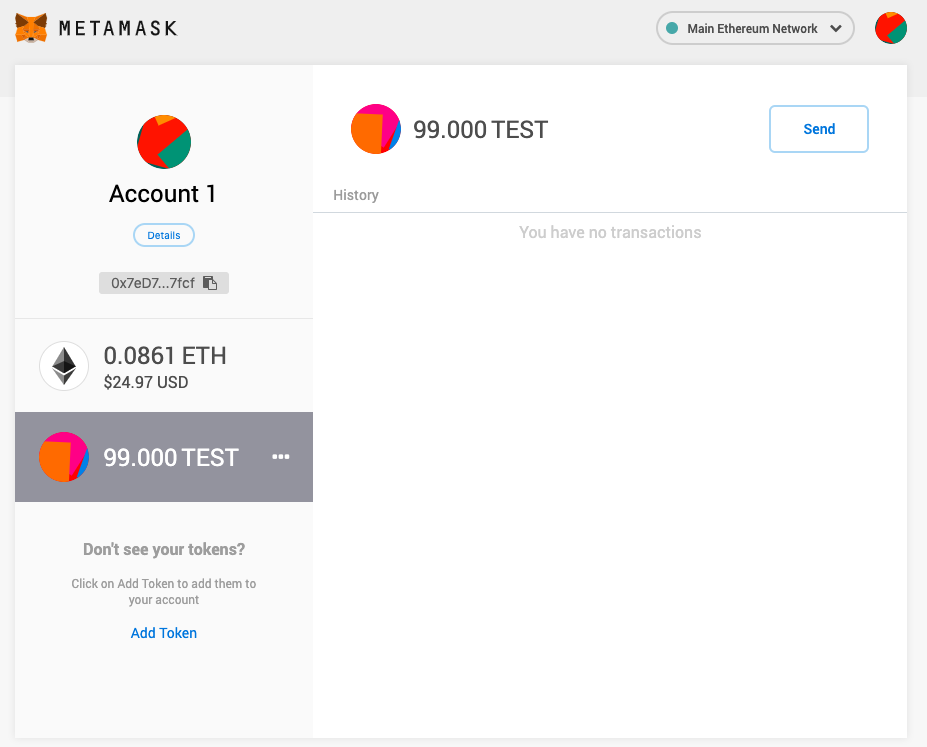 METAMASK
Main Ethereum Network
Account 1
Details
0x7eD7...7fcf
0.0861 ETH
$24.97 USD
99.000 TEST
Don't see your tokens?
Click on Add Token to add them to
your account
Add Token
99.000 TEST
Send
History
You have no transactions